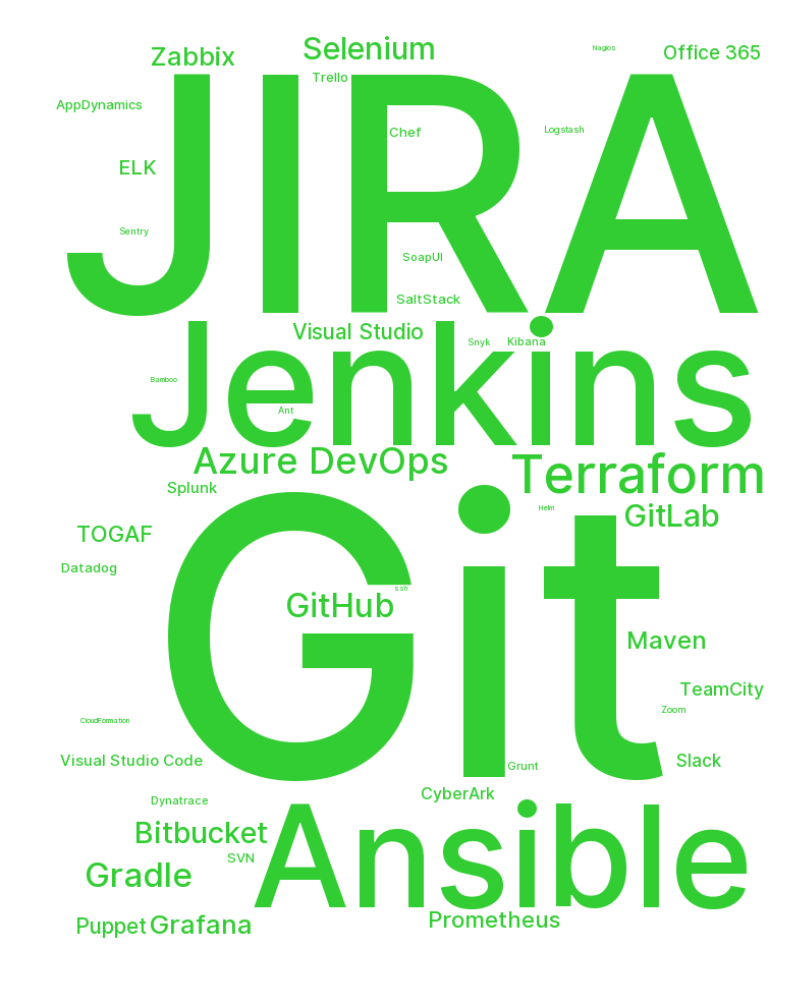 Nagios
Selenium
Office 365
Zabbix
Trello
AppDynamics
JIRA
Logstash
Chef
ELK
Sentry
SoapUI
SaltStack
Visual Studio
Snyk
Kibana
Jenkins
Bamboo
Ant
Azure DevOps
Terraform
Splunk
Helm
GitLab
TOGAF
Datadog
ssh
GitHub
Git
Maven
TeamCity
Zoom
CloudFormation
Visual Studio Code
Slack
Grunt
CyberArk
Dynatrace
Bitbucket
Ansible
SVN
Gradle
Prometheus
Puppet
Grafana